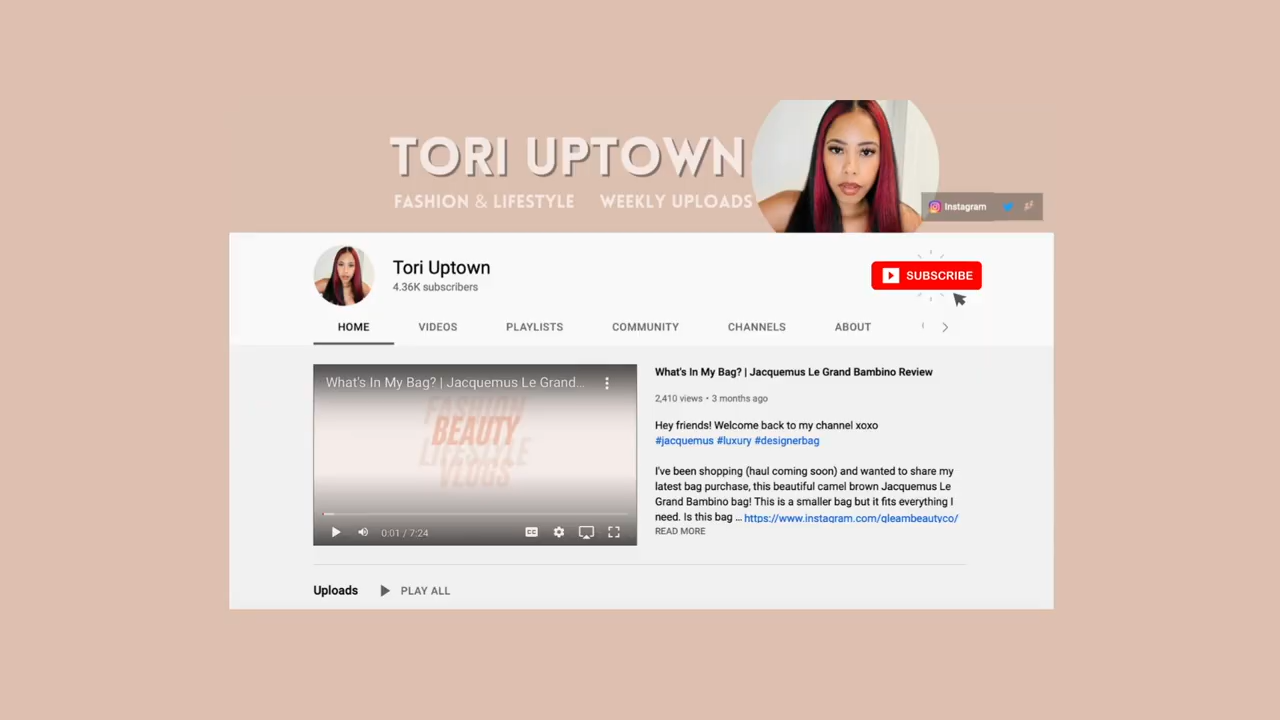 TORI UPTOWN
FASHION & LIFESTYLE WEEKLY UPLOADS
Instagram
Tori Uptown
4.36K subscribers
SUBSCRIBE
HOME VIDEOS PLAYLISTS COMMUNITY CHANNELS ABOUT
What's In My Bag? | Jacquemus Le Grand...
FASHION
BEAUTY
LIFESTYLE
VLOGS
0:01 / 7:24
CC
What's In My Bag? | Jacquemus Le Grand Bambino Review
2,410 views • 3 months ago
Hey friends! Welcome back to my channel xoxo
#jacquemus #luxury #designerbag
I've been shopping (haul coming soon) and wanted to share my
latest bag purchase, this beautiful camel brown Jacquemus Le
Grand Bambino bag! This is a smaller bag but it fits everything I
need. Is this bag ... https://www.instagram.com/gleambeautyco/
READ MORE
Uploads PLAY ALL